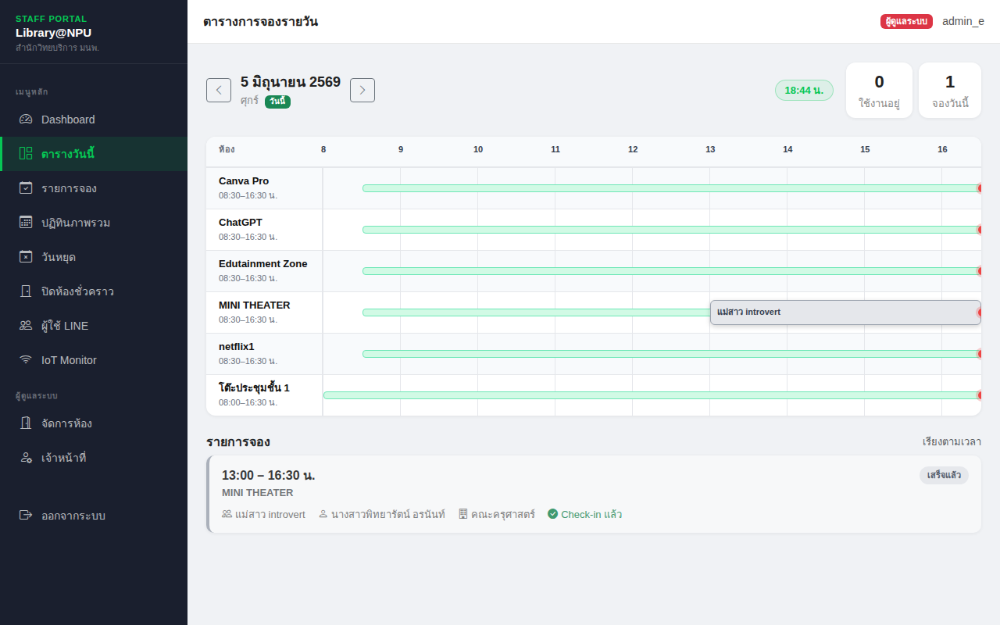 STAFF PORTAL
Library@NPU
สำนักวิทยบริการ มนพ.
เมนูหลัก
Dashboard
ตารางวันนี้
รายการจอง
ปฏิทินภาพรวม
วันหยุด
ปิดห้องชั่วคราว
ผู้ใช้ LINE
IoT Monitor
ผู้ดูแลระบบ
จัดการห้อง
เจ้าหน้าที่
ออกจากระบบ
ตารางการจองรายวัน
ผู้ดูแลระบบ admin_e
5 มิถุนายน 2569
ศุกร์ วันนี้
18:44 น.
0
ใช้งานอยู่
1
จองวันนี้
ห้อง 8 9 10 11 12 13 14 15 16
Canva Pro
08:30–16:30 น.
ChatGPT
08:30–16:30 น.
Edutainment Zone
08:30–16:30 น.
MINI THEATER
08:30–16:30 น.
แม่สาว introvert
netflix1
08:30–16:30 น.
โต๊ะประชุมชั้น 1
08:00–16:30 น.
รายการจอง
เรียงตามเวลา
13:00 – 16:30 น.
เสร็จแล้ว
MINI THEATER
แม่สาว introvert นางสาวพิทยารัตน์ อรนันท์ คณะครุศาสตร์ Check-in แล้ว